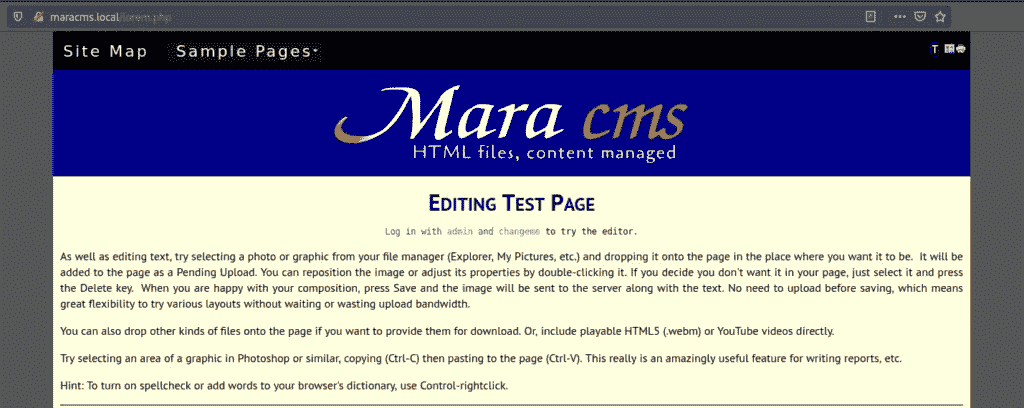 maracms.local/lorem.php
Site Map Sample Pages
T
Mara cms
HTML files, content managed
Editing Test Page
Log in with admin and changeme to try the editor.
As well as editing text, try selecting a photo or graphic from your file manager (Explorer, My Pictures, etc.) and dropping it onto the page in the place where you want it to be. It will be
added to the page as a Pending Upload. You can reposition the image or adjust its properties by double-clicking it. If you decide you don't want it in your page, just select it and press
the Delete key. When you are happy with your composition, press Save and the image will be sent to the server along with the text. No need to upload before saving, which means
great flexibility to try various layouts without waiting or wasting upload bandwidth.
You can also drop other kinds of files onto the page if you want to provide them for download. Or, include playable HTML5 (.webm) or YouTube videos directly.
Try selecting an area of a graphic in Photoshop or similar, copying (Ctrl-C) then pasting to the page (Ctrl-V). This really is an amazingly useful feature for writing reports, etc.
Hint: To turn on spellcheck or add words to your browser's dictionary, use Control-rightclick.